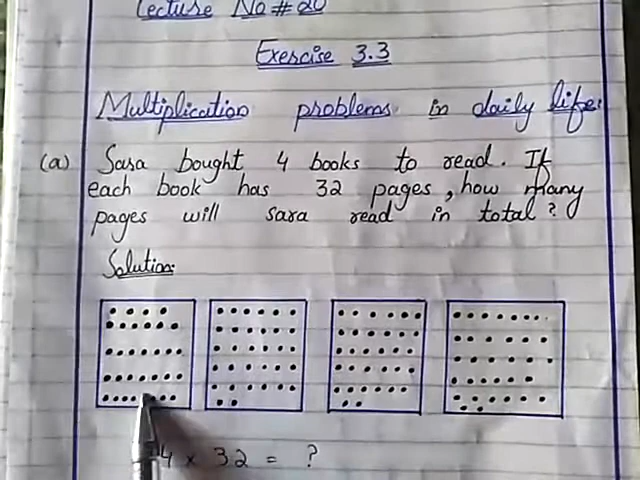 Lecture No # 20
Exercise 3.3
Multiplication problems in daily life.
(a) Sara bought 4 books to read. If
each book has 32 pages, how many
pages will sara read in total?
Solution:
4 × 32 = ?